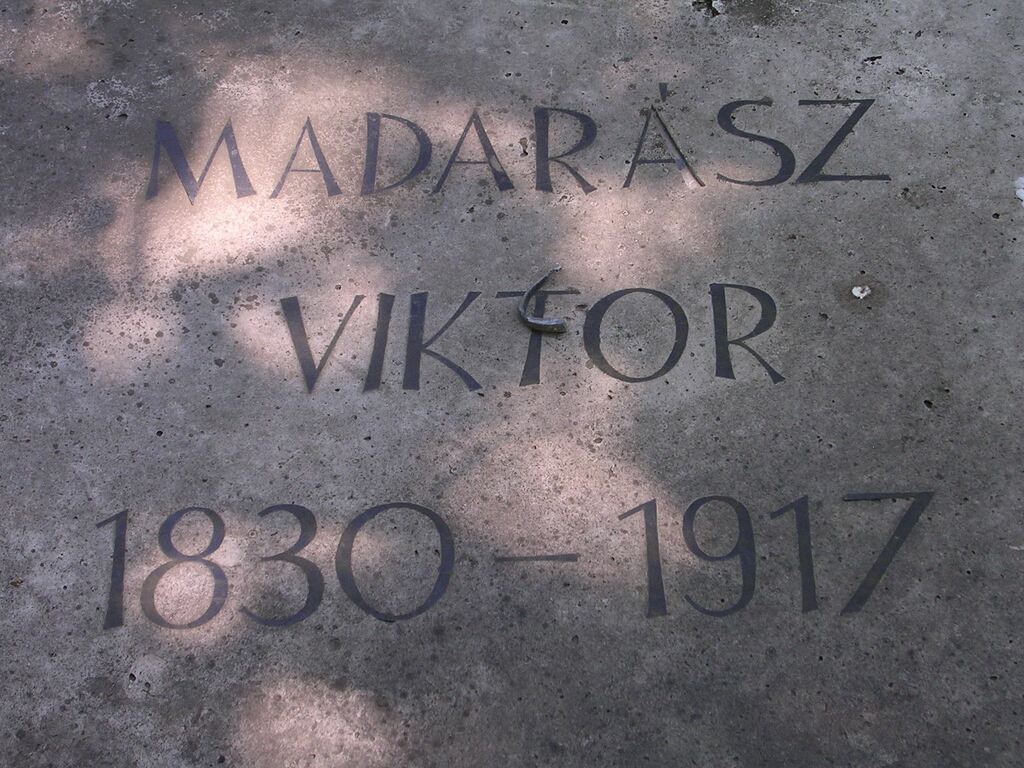 MADARÁSZ
VIKTOR
1830 – 1917